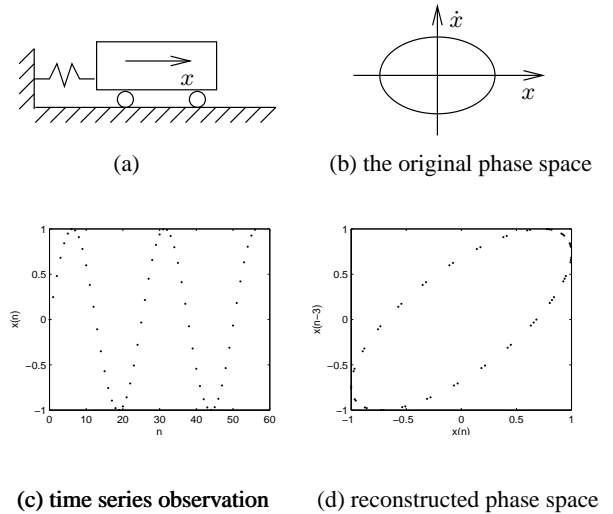 ẋ
x
x
(a)
(b) the original phase space
1
0.5
0
−0.5
−1
x(n)
0 10 20 30 40 50 60
n
1
0.5
0
−0.5
−1
x(n−3)
−1 −0.5 0 0.5 1
x(n)
(c) time series observation
(d) reconstructed phase space